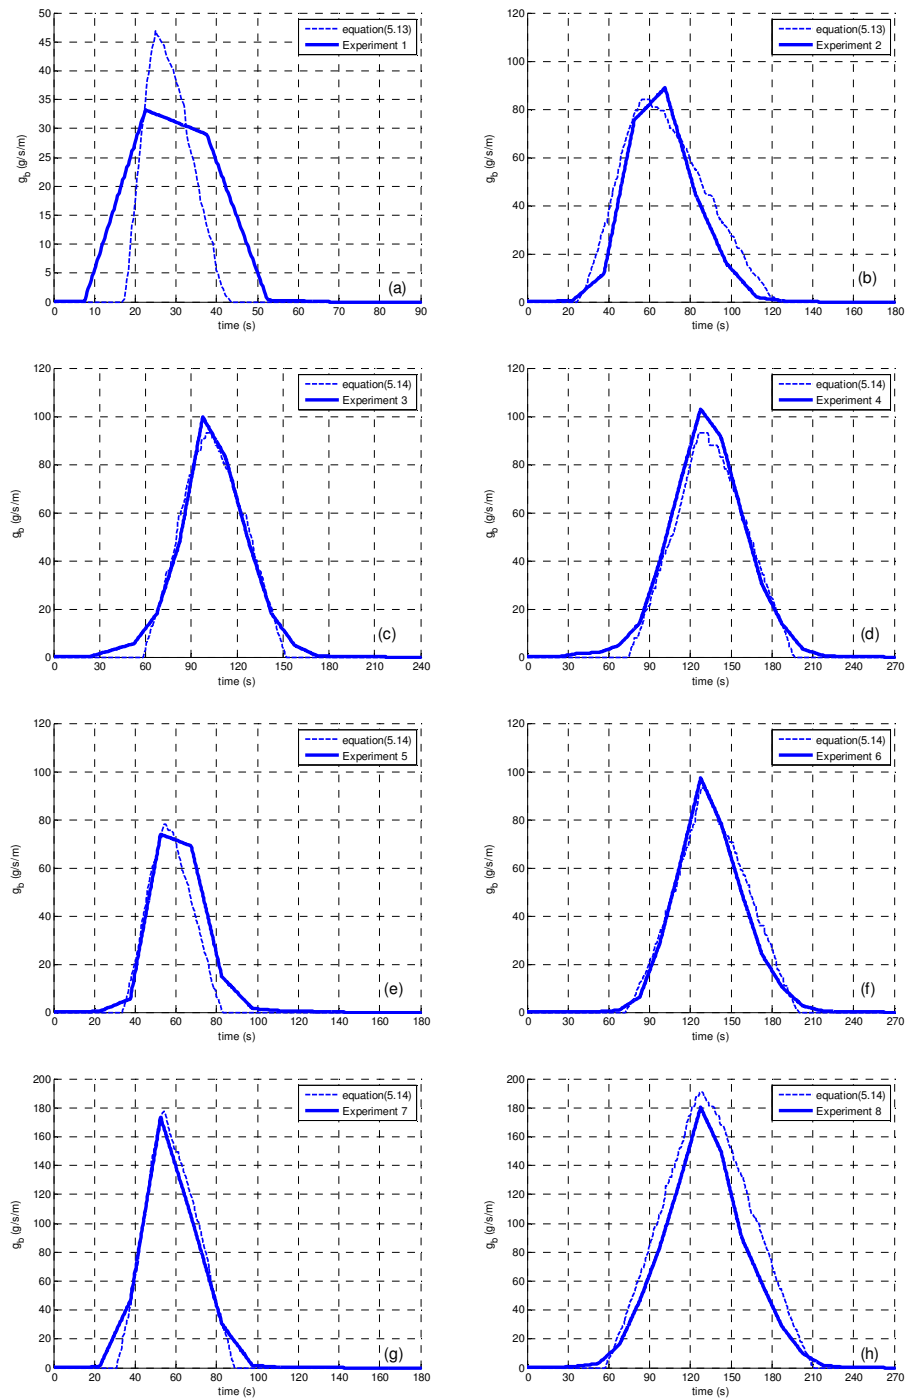 50
45
40
35
30
25
20
15
10
5
0
g_b (g/s/m)
equation(5.13)
Experiment 1
(a)
0 10 20 30 40 50 60 70 80 90
time (s)
120
100
80
60
40
20
0
g_b (g/s/m)
equation(5.13)
Experiment 2
(b)
0 20 40 60 80 100 120 140 160 180
time (s)
120
100
80
60
40
20
0
g_b (g/s/m)
equation(5.14)
Experiment 3
(c)
0 30 60 90 120 150 180 210 240
time (s)
120
100
80
60
40
20
0
g_b (g/s/m)
equation(5.14)
Experiment 4
(d)
0 30 60 90 120 150 180 210 240 270
time (s)
120
100
80
60
40
20
0
g_b (g/s/m)
equation(5.14)
Experiment 5
(e)
0 20 40 60 80 100 120 140 160 180
time (s)
120
100
80
60
40
20
0
g_b (g/s/m)
equation(5.14)
Experiment 6
(f)
0 30 60 90 120 150 180 210 240 270
time (s)
200
180
160
140
120
100
80
60
40
20
0
g_b (g/s/m)
equation(5.14)
Experiment 7
(g)
0 20 40 60 80 100 120 140 160 180
time (s)
200
180
160
140
120
100
80
60
40
20
0
g_b (g/s/m)
equation(5.14)
Experiment 8
(h)
0 30 60 90 120 150 180 210 240 270
time (s)